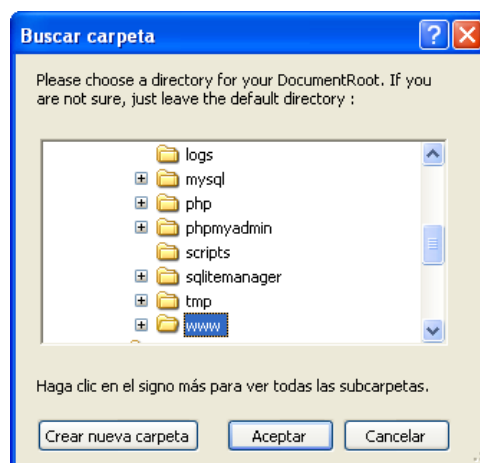 Buscar carpeta
Please choose a directory for your DocumentRoot. If you
are not sure, just leave the default directory :
logs
mysql
php
phpmyadmin
scripts
sqlitemanager
tmp
www
Haga clic en el signo más para ver todas las subcarpetas.
Crear nueva carpeta
Aceptar
Cancelar